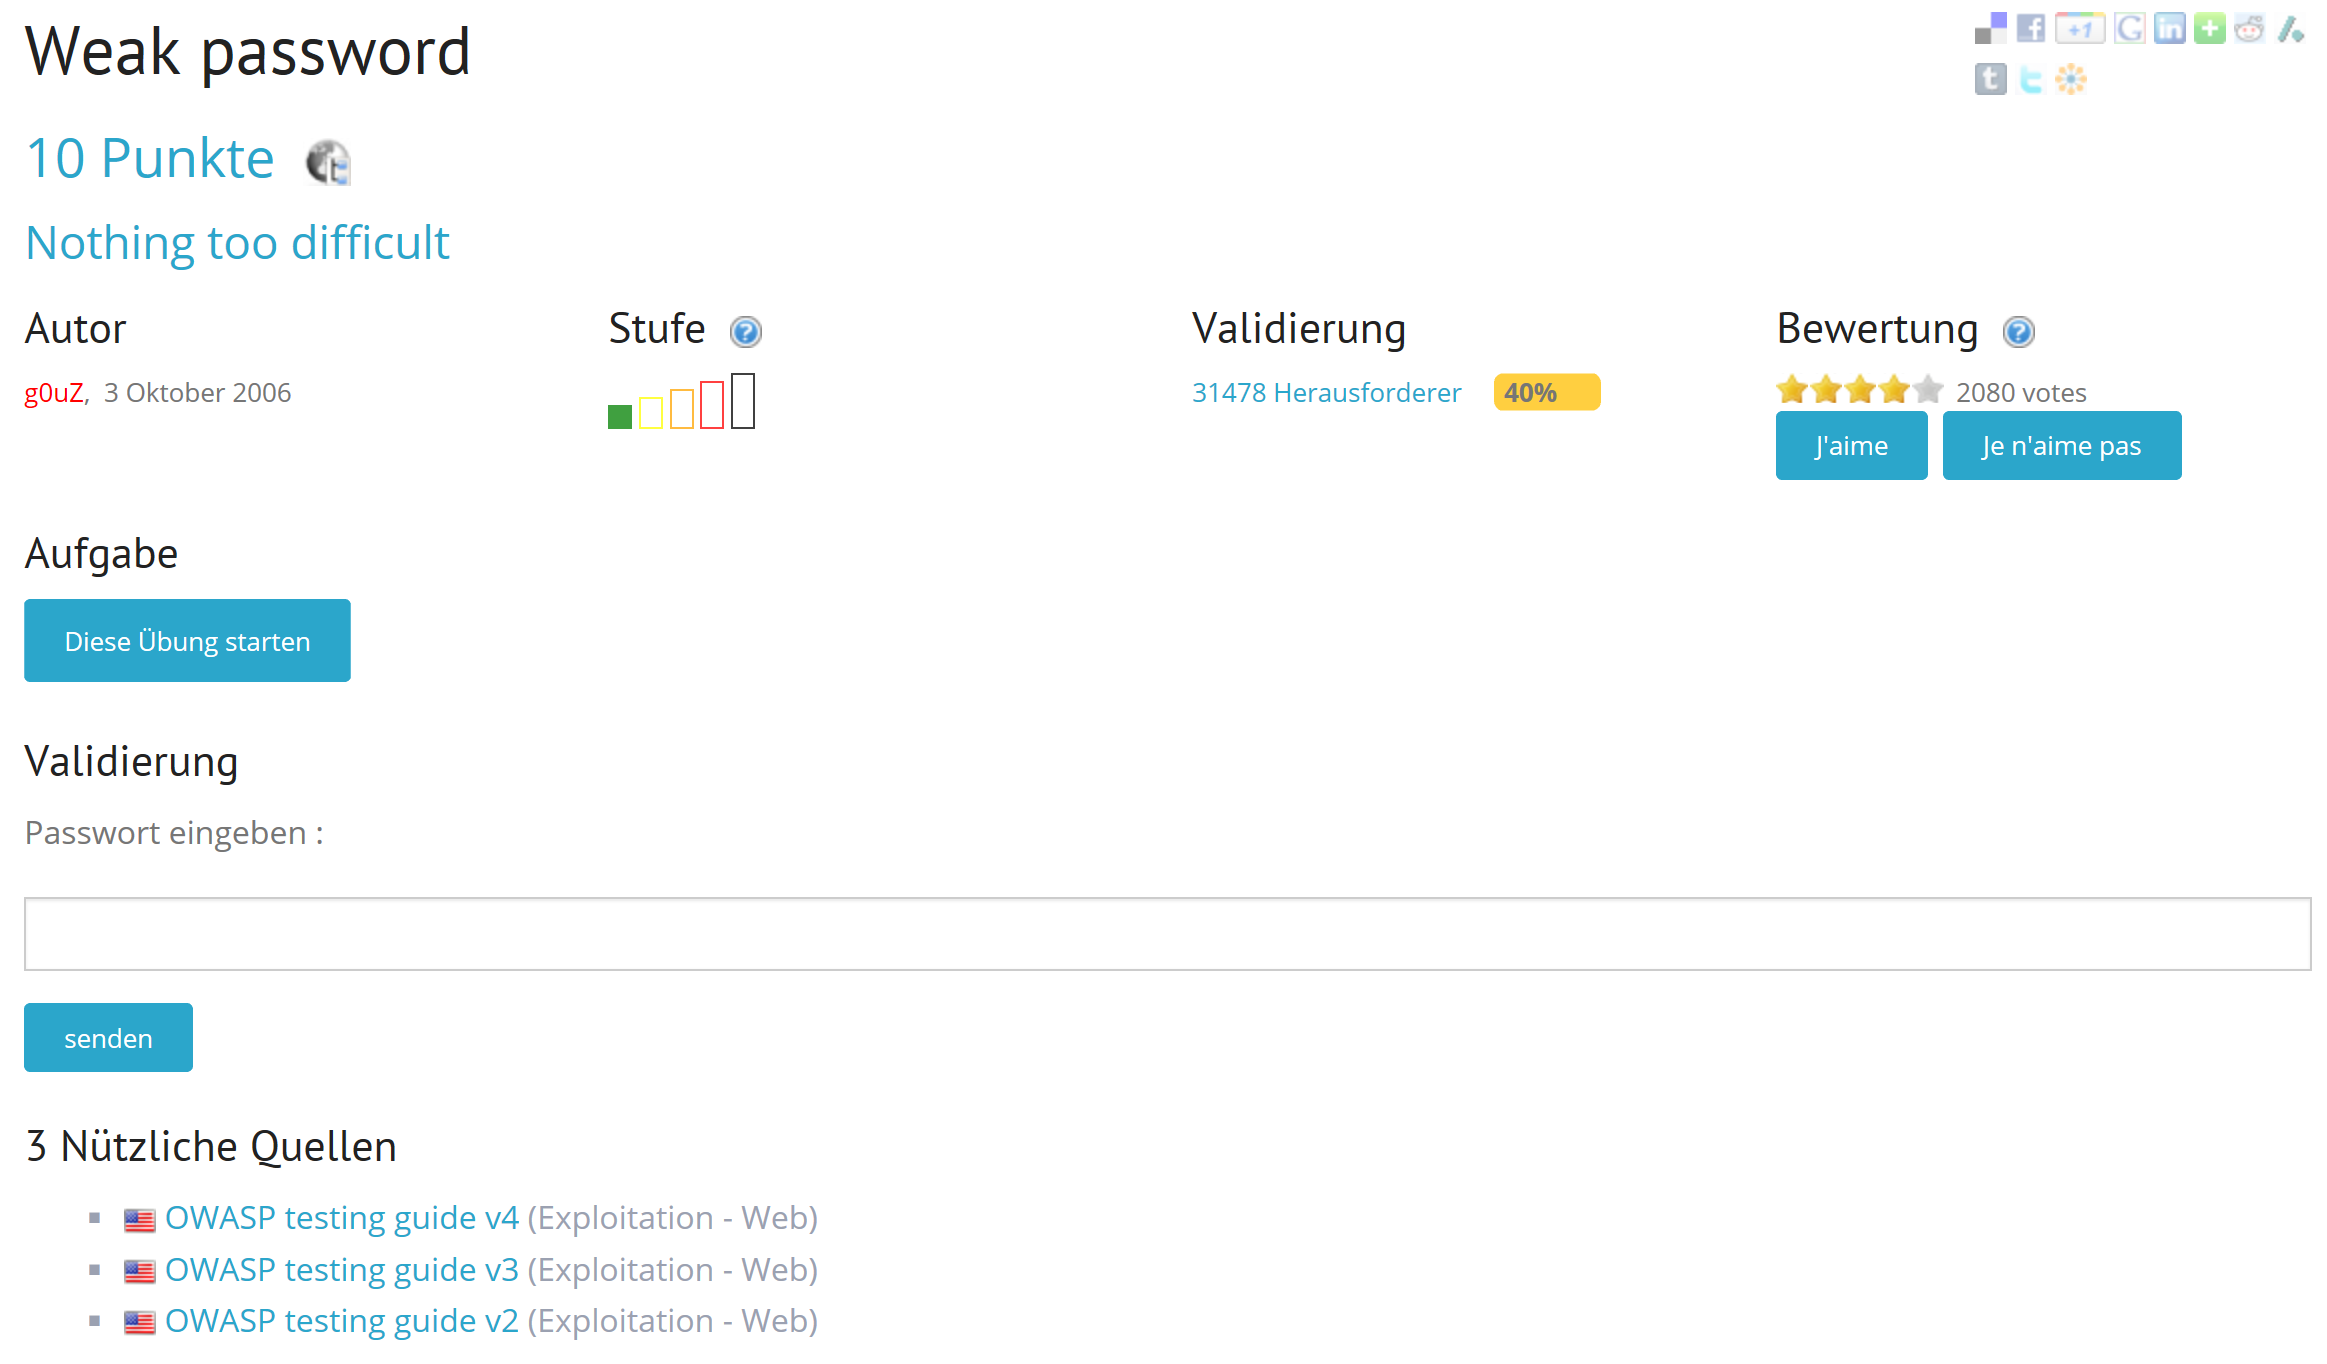 Weak password
+1
10 Punkte
Nothing too difficult
Autor
Stufe
Validierung
Bewertung
g0uZ, 3 Oktober 2006
31478 Herausforderer 40%
2080 votes
J'aime
Je n'aime pas
Aufgabe
Diese Übung starten
Validierung
Passwort eingeben :
senden
3 Nützliche Quellen
OWASP testing guide v4 (Exploitation - Web)
OWASP testing guide v3 (Exploitation - Web)
OWASP testing guide v2 (Exploitation - Web)